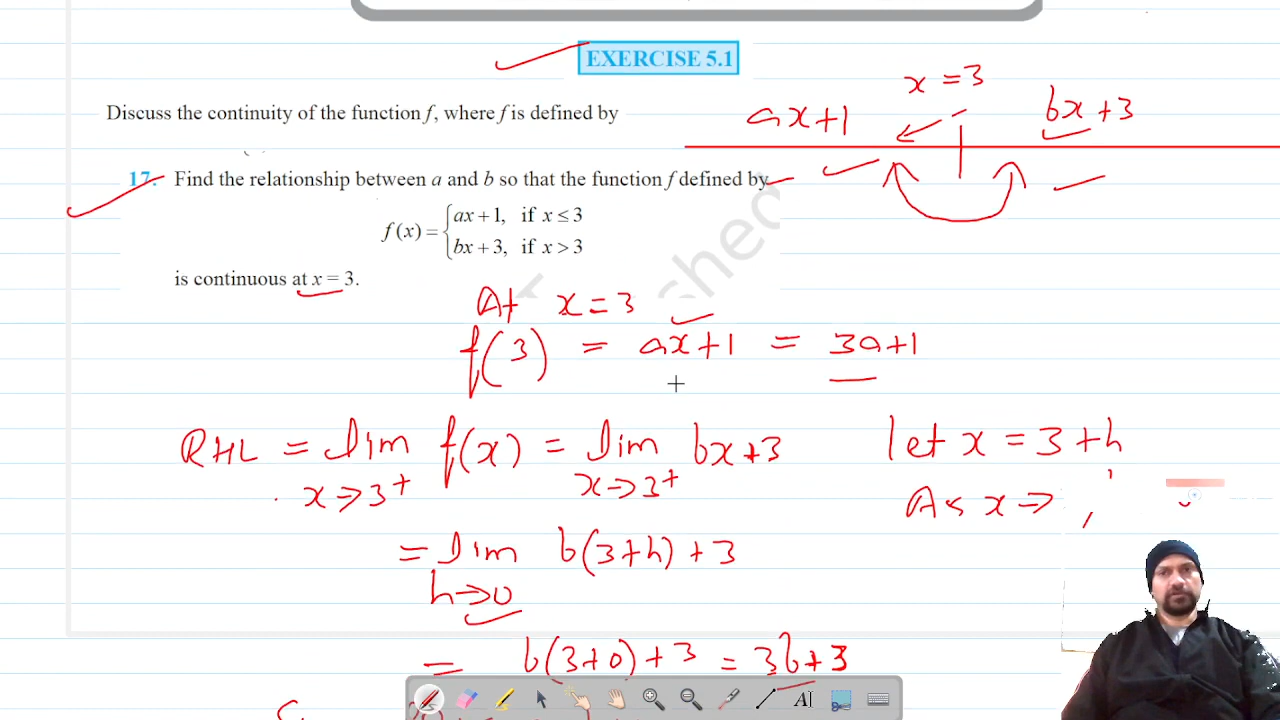 EXERCISE 5.1
x = 3
ax+1
bx+3
Discuss the continuity of the function f, where f is defined by
17. Find the relationship between a and b so that the function f defined by
f(x) = { ax + 1, if x ≤ 3
bx + 3, if x > 3
is continuous at x = 3.
shed
At x = 3
f(3) = ax+1 = 3a+1
RHL = lim f(x) = lim bx+3 let x = 3+h
x→3⁺ x→3⁺ As x →
= lim b(3+h)+3
h→0
= b(3+0)+3 = 3b+3